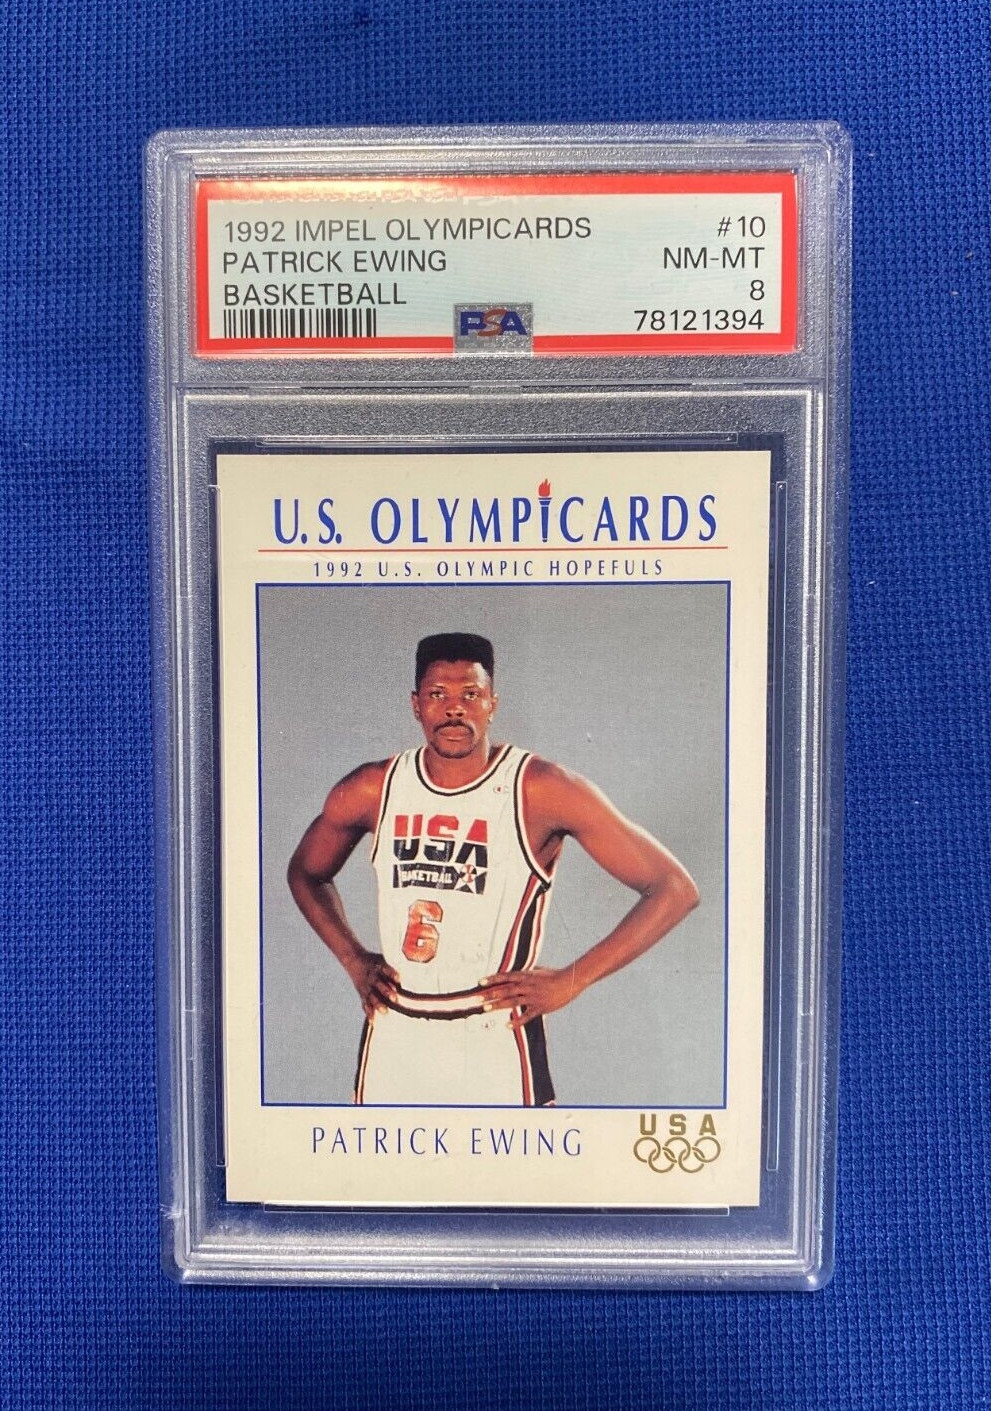 1992 IMPEL OLYMPICARDS #10
PATRICK EWING NM-MT
BASKETBALL 8
PSA 78121394
U.S. OLYMPICARDS
1992 U.S. OLYMPIC HOPEFULS
USA
BASKETBALL
6
PATRICK EWING
USA